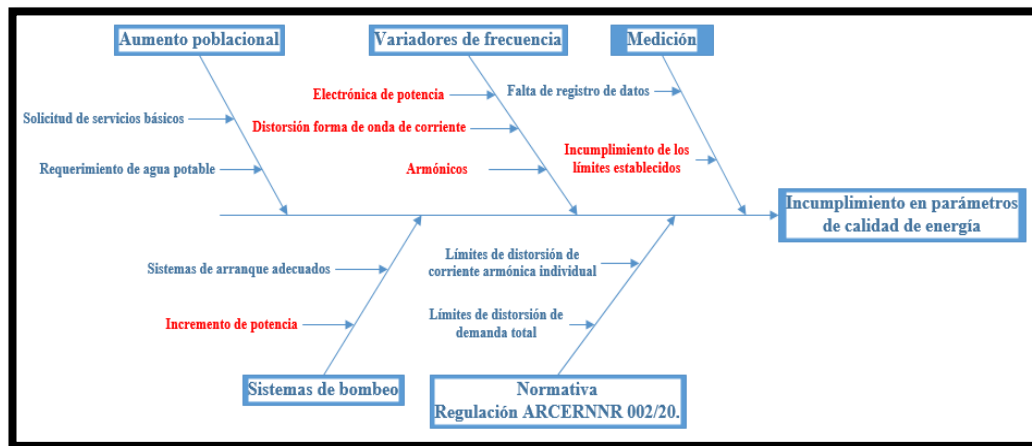 Aumento poblacional
Variadores de frecuencia
Medición
Electrónica de potencia
Falta de registro de datos
Solicitud de servicios básicos
Distorsión forma de onda de corriente
Requerimiento de agua potable
Armónicos
Incumplimiento de los
límites establecidos
Incumplimiento en parámetros
de calidad de energía
Sistemas de arranque adecuados
Límites de distorsión de
corriente armónica individual
Incremento de potencia
Límites de distorsión de
demanda total
Sistemas de bombeo
Normativa
Regulación ARCERNNR 002/20.